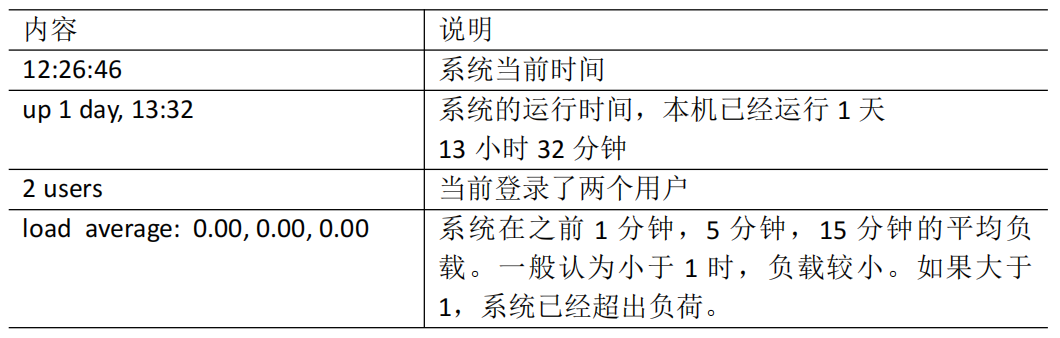 内容 说明
12:26:46 系统当前时间
up 1 day, 13:32 系统的运行时间，本机已经运行 1 天
13 小时 32 分钟
2 users 当前登录了两个用户
load average: 0.00, 0.00, 0.00 系统在之前 1 分钟，5 分钟，15 分钟的平均负
载。一般认为小于 1 时，负载较小。如果大于
1，系统已经超出负荷。